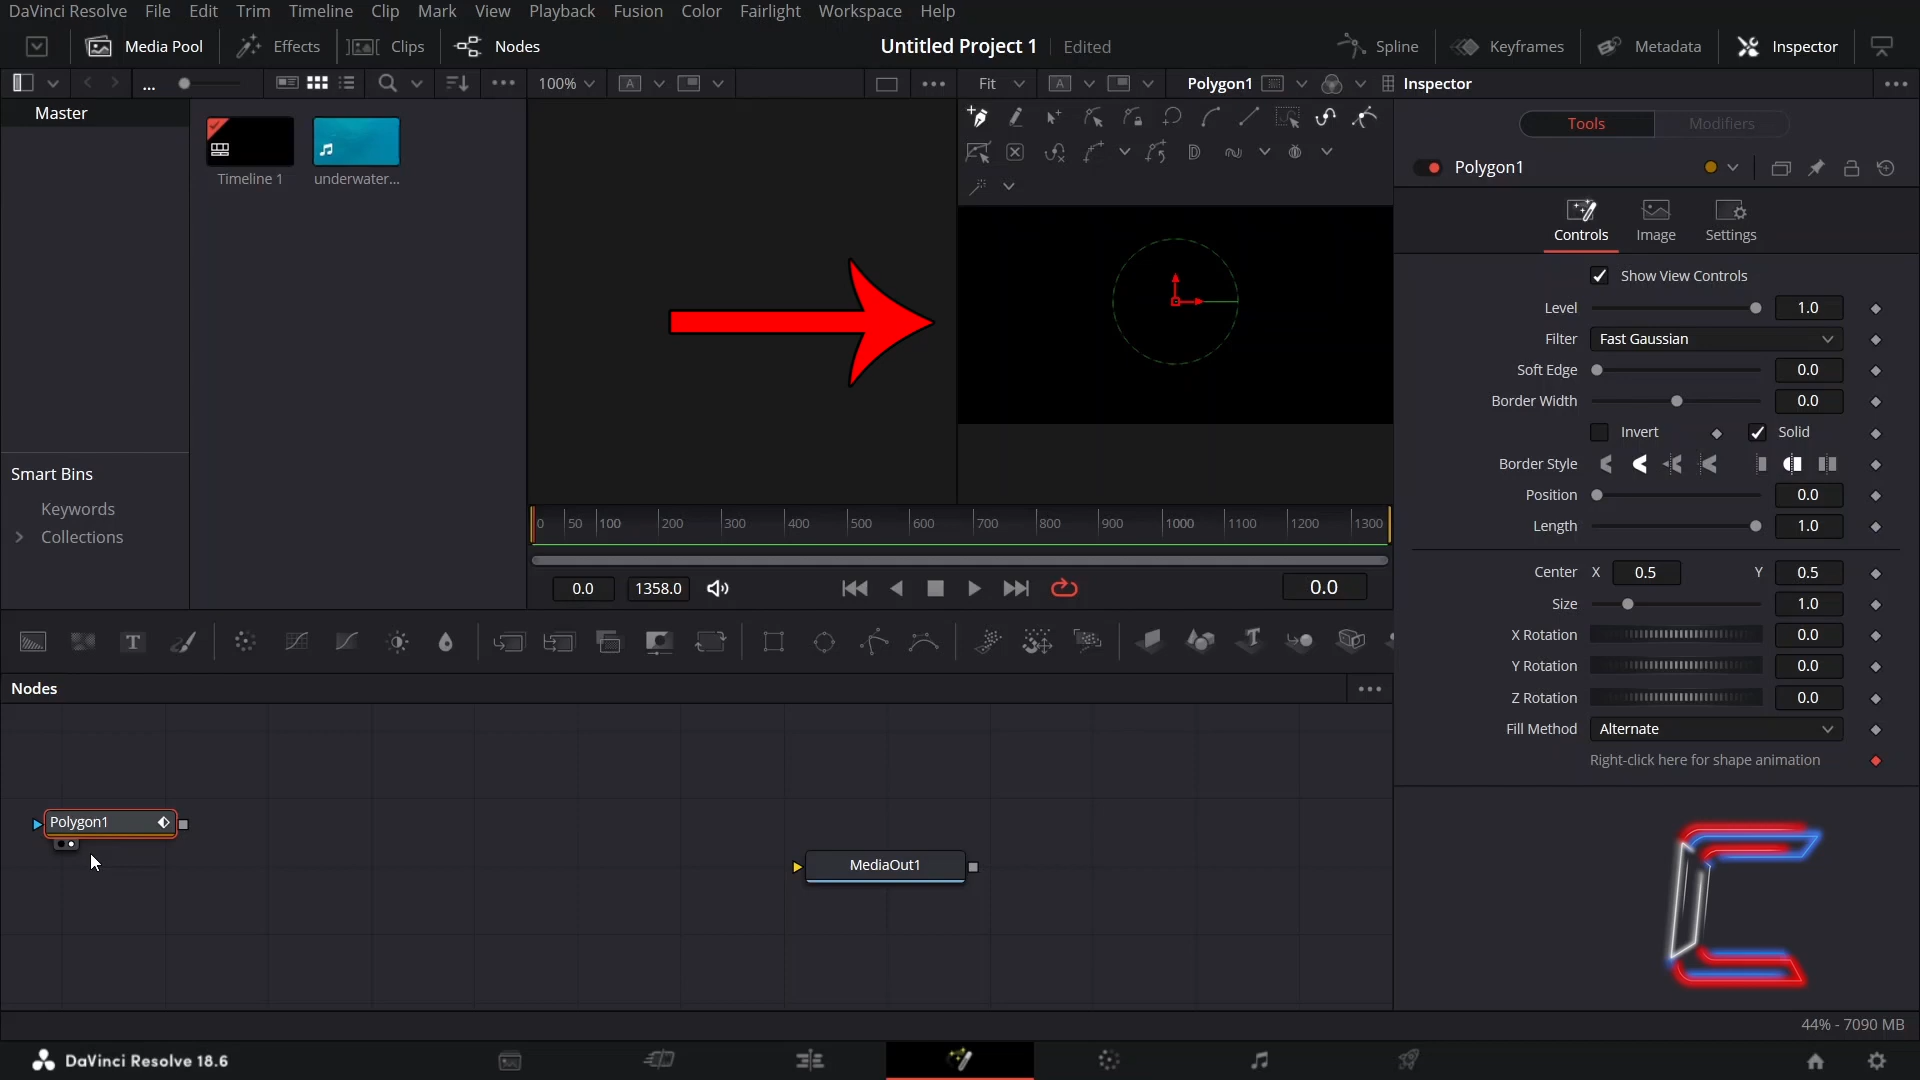 DaVinci Resolve File Edit Trim Timeline Clip Mark View Playback Fusion Color Fairlight Workspace Help
Media Pool Effects Clips Nodes Untitled Project 1 Edited Spline Keyframes Metadata Inspector
... 100% A Fit A Polygon1 Inspector
Master
Timeline 1
underwater...
Smart Bins
Keywords
Collections
0 50 100 200 300 400 500 600 700 800 900 1000 1100 1200 1300
0.0 1358.0 0.0
T T
Nodes
Polygon1
MediaOut1
Tools Modifiers
Polygon1
Controls Image Settings
Show View Controls
Level 1.0
Filter Fast Gaussian
Soft Edge 0.0
Border Width 0.0
Invert Solid
Border Style
Position 0.0
Length 1.0
Center X 0.5 Y 0.5
Size 1.0
X Rotation 0.0
Y Rotation 0.0
Z Rotation 0.0
Fill Method Alternate
Right-click here for shape animation
C
44% - 7090 MB
DaVinci Resolve 18.6